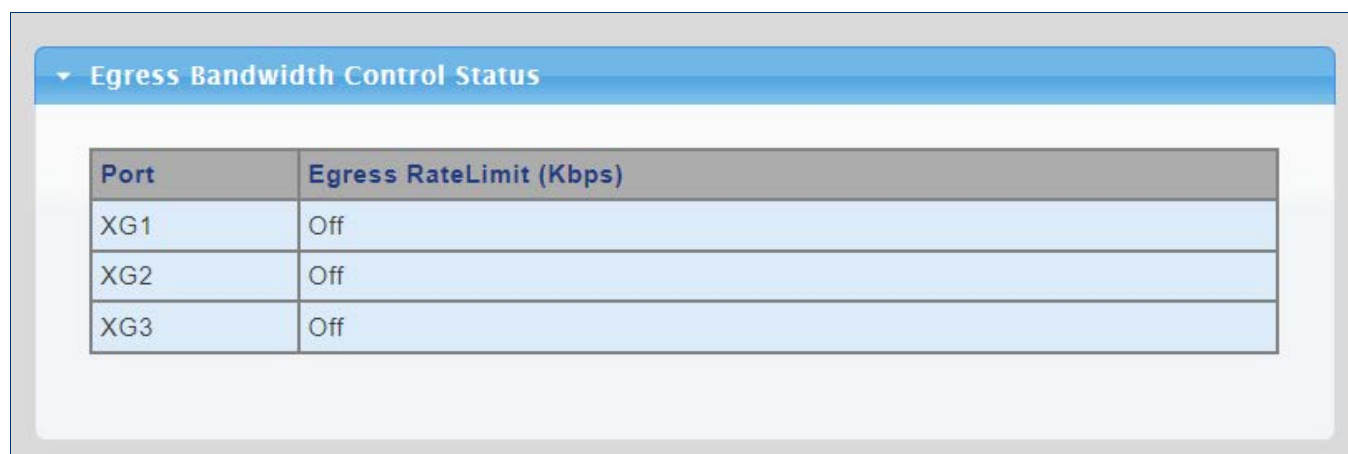 Egress Bandwidth Control Status
Port Egress RateLimit (Kbps)
XG1 Off
XG2 Off
XG3 Off